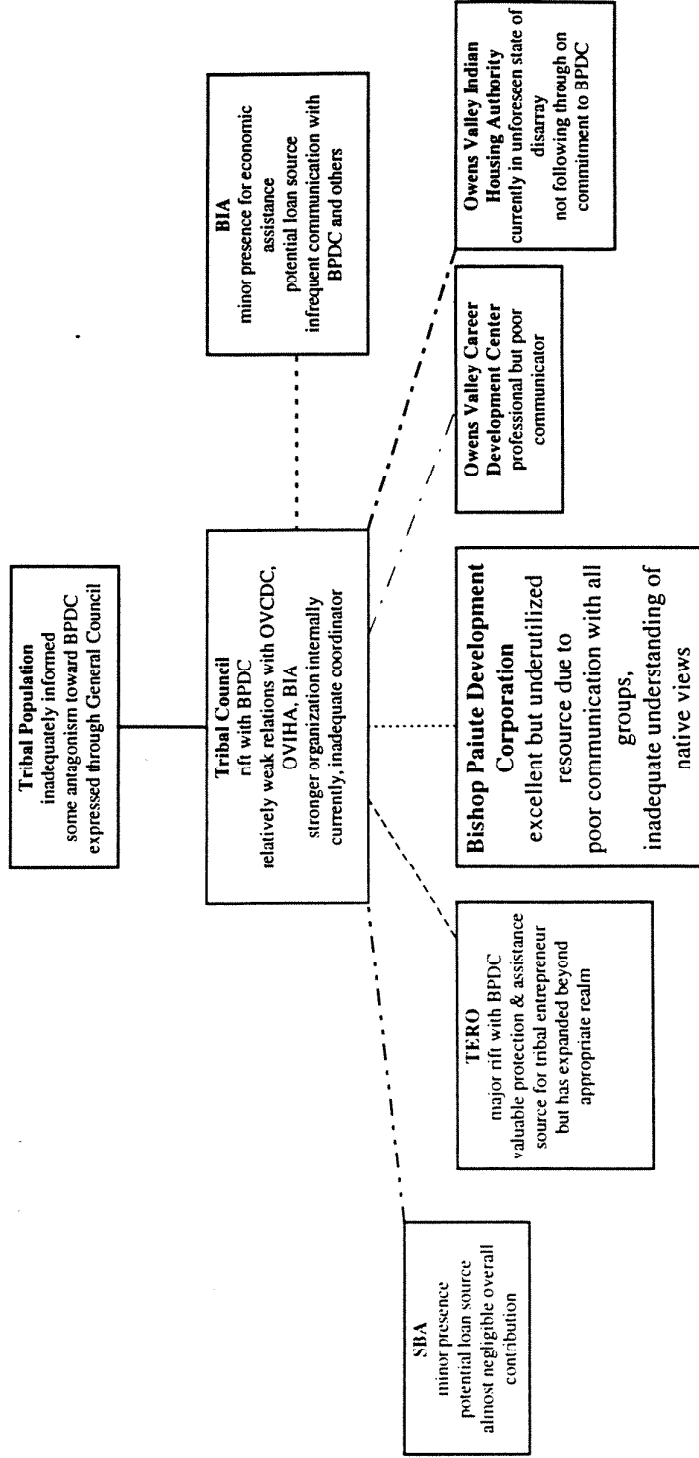 Tribal Population
inadequately informed
some antagonism toward BPDC
expressed through General Council
Tribal Council
rift with BPDC
relatively weak relations with OVCDC,
OVIHA, BIA
stronger organization internally
currently, inadequate coordinator
BIA
minor presence for economic
assistance
potential loan source
infrequent communication with
BPDC and others
SBA
minor presence
potential loan source
almost negligible overall
contribution
TERO
major rift with BPDC
valuable protection & assistance
source for tribal entrepreneur
but has expanded beyond
appropriate realm
Bishop Paiute Development
Corporation
excellent but underutilized
resource due to
poor communication with all
groups,
inadequate understanding of
native views
Owens Valley Career
Development Center
professional but poor
communicator
Owens Valley Indian
Housing Authority
currently in unforeseen state of
disarray
not following through on
commitment to BPDC